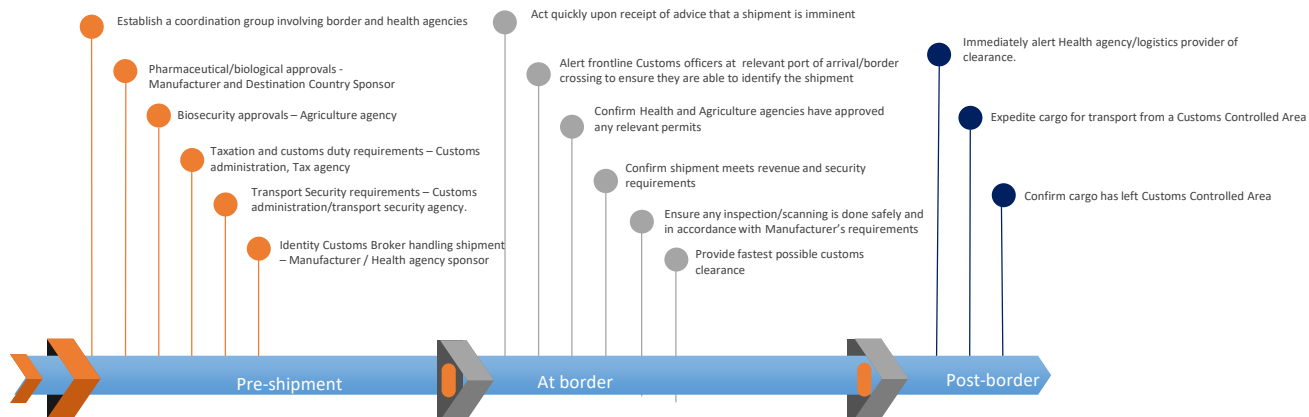 Establish a coordination group involving border and health agencies
Pharmaceutical/biological approvals -
Manufacturer and Destination Country Sponsor
Biosecurity approvals – Agriculture agency
Taxation and customs duty requirements – Customs
administration, Tax agency
Transport Security requirements – Customs
administration/transport security agency.
Identity Customs Broker handling shipment
– Manufacturer / Health agency sponsor
Act quickly upon receipt of advice that a shipment is imminent
Alert frontline Customs officers at relevant port of arrival/border
crossing to ensure they are able to identify the shipment
Confirm Health and Agriculture agencies have approved
any relevant permits
Confirm shipment meets revenue and security
requirements
Ensure any inspection/scanning is done safely and
in accordance with Manufacturer's requirements
Provide fastest possible customs
clearance
Immediately alert Health agency/logistics provider of
clearance.
Expedite cargo for transport from a Customs Controlled Area
Confirm cargo has left Customs Controlled Area
Pre-shipment
At border
Post-border